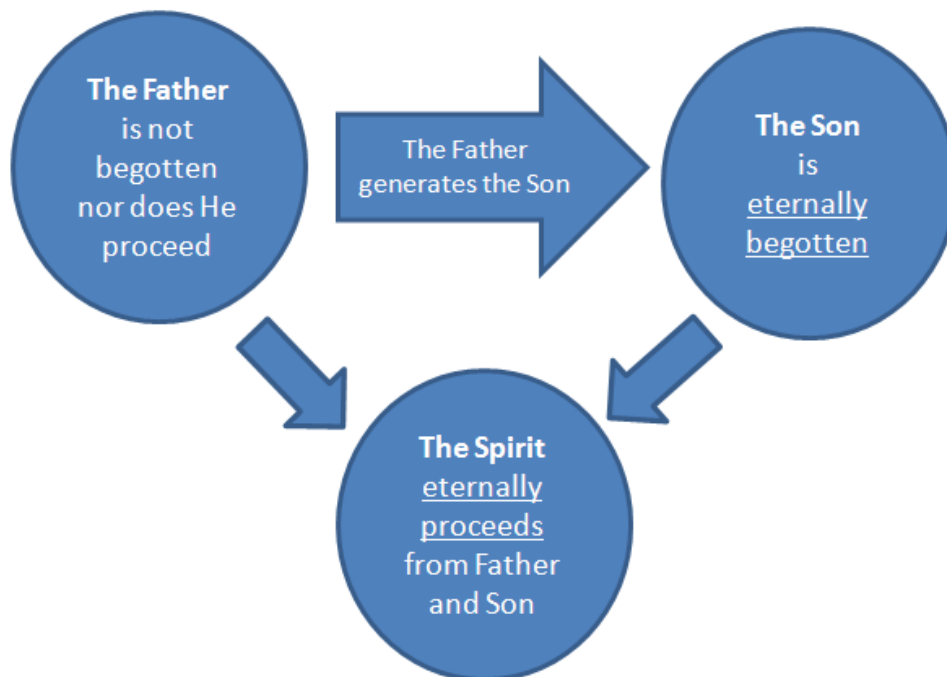 The Father
is not
begotten
nor does He
proceed
The Father
generates the Son
The Son
is
eternally
begotten
The Spirit
eternally
proceeds
from Father
and Son